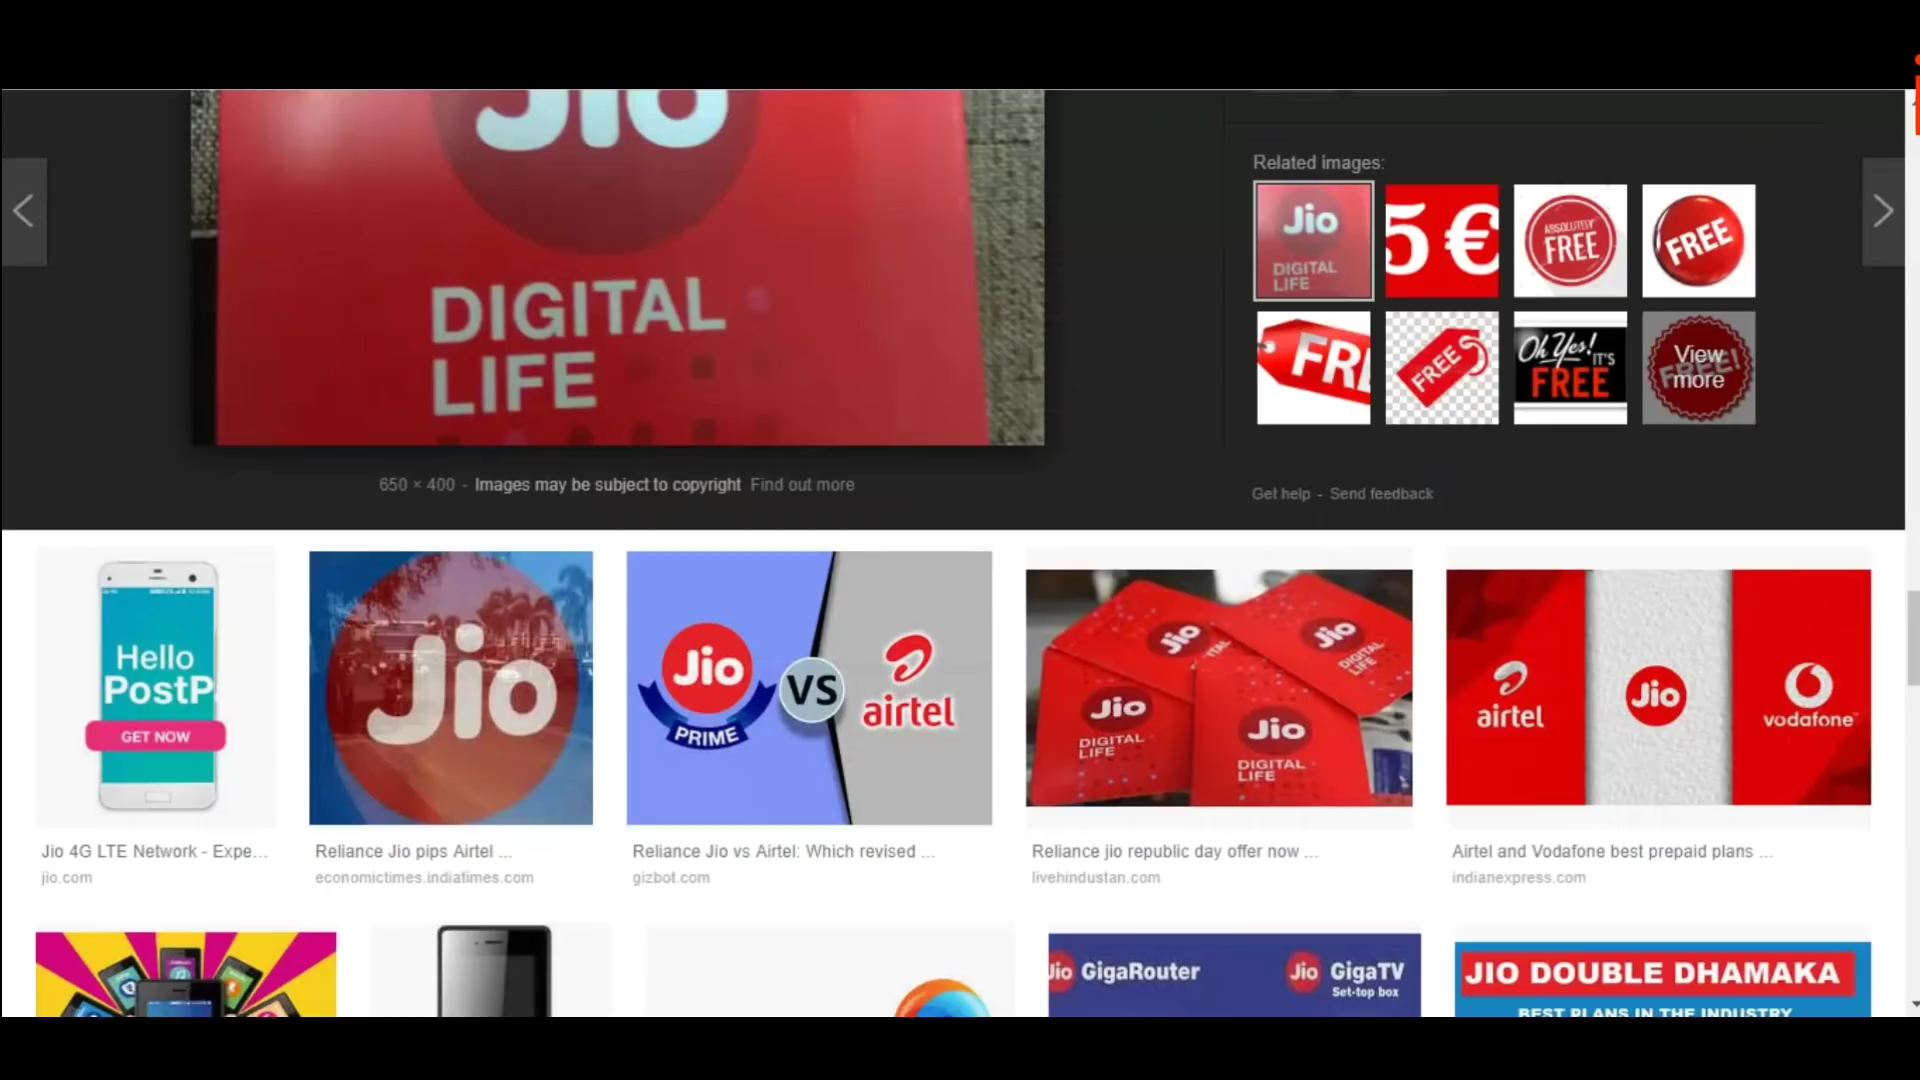 Jio
DIGITAL
LIFE
650 × 400 - Images may be subject to copyright Find out more
Related images:
Jio
DIGITAL
LIFE
5 €
ABSOLUTELY
FREE
FREE
FRE
FREE
Oh Yes! IT'S
FREE
View
more
Get help - Send feedback
Hello
PostP
GET NOW
Jio
Jio
PRIME
VS
airtel
Jio
Jio
Jio
DIGITAL
LIFE
Jio
DIGITAL
LIFE
DIGITAL
LIFE
airtel
Jio
vodafone
Jio 4G LTE Network - Expe...
jio.com
Reliance Jio pips Airtel ...
economictimes.indiatimes.com
Reliance Jio vs Airtel: Which revised ...
gizbot.com
Reliance jio republic day offer now ...
livehindustan.com
Airtel and Vodafone best prepaid plans ...
indianexpress.com
Jio GigaRouter
Jio GigaTV
Set-top box
JIO DOUBLE DHAMAKA
BEST PLANS IN THE INDUSTRY